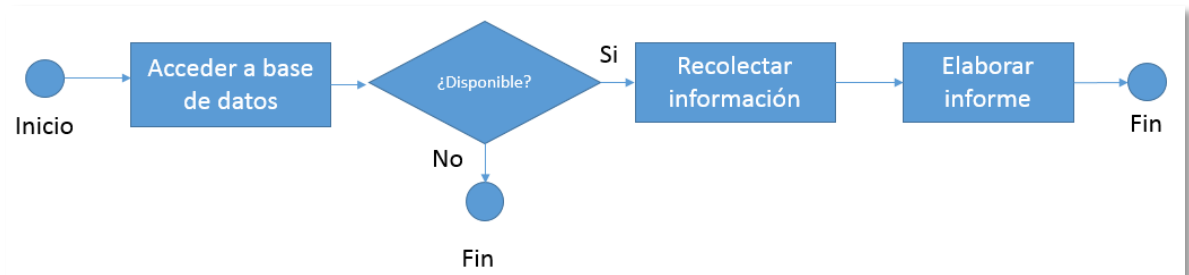 Inicio
Acceder a base
de datos
¿Disponible?
Si
No
Fin
Recolectar
información
Elaborar
informe
Fin